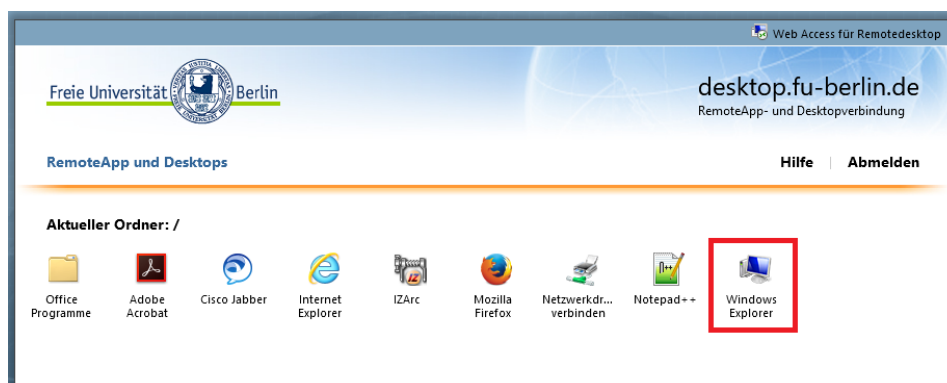 Web Access für Remotedesktop
Freie Universität Berlin
desktop.fu-berlin.de
RemoteApp- und Desktopverbindung
RemoteApp und Desktops
Hilfe | Abmelden
Aktueller Ordner: /
Office Programme
Adobe Acrobat
Cisco Jabber
Internet Explorer
IZArc
Mozilla Firefox
Netzwerkdr... verbinden
Notepad++
Windows Explorer